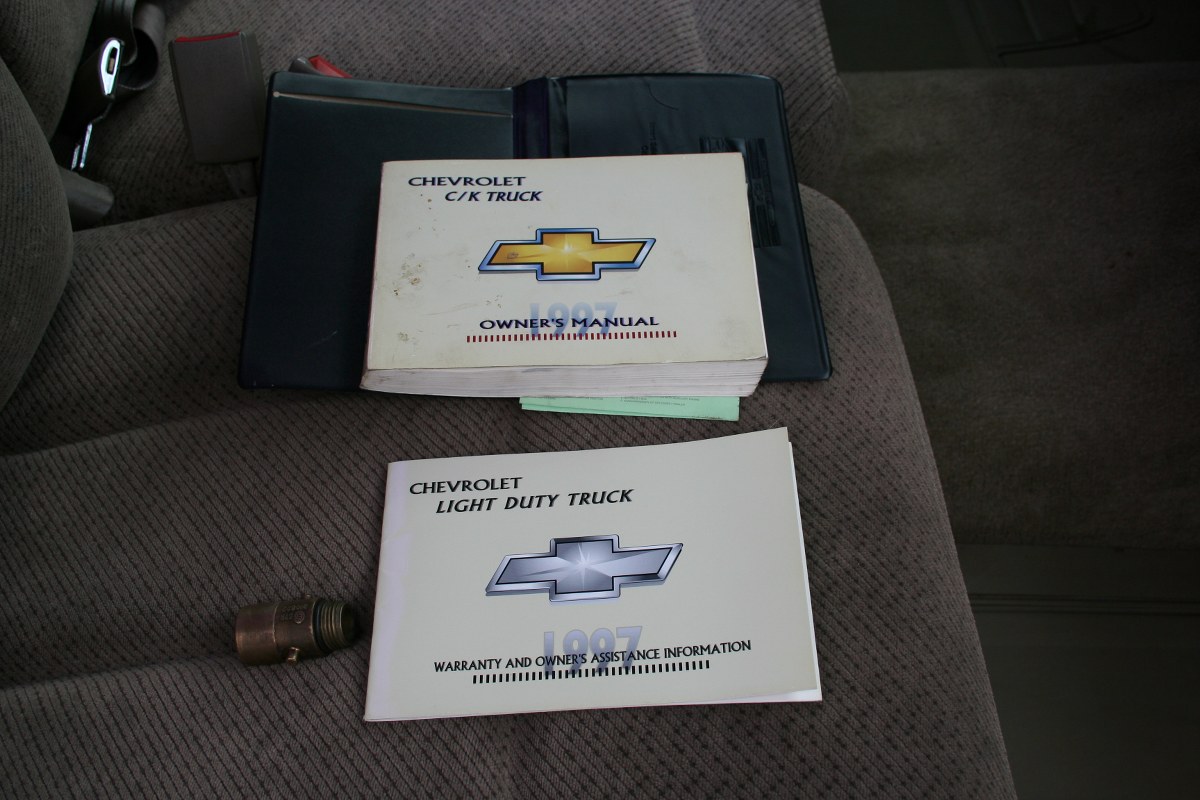 CHEVROLET
C/K TRUCK
1997
OWNER'S MANUAL
CHEVROLET
LIGHT DUTY TRUCK
1997
WARRANTY AND OWNER'S ASSISTANCE INFORMATION